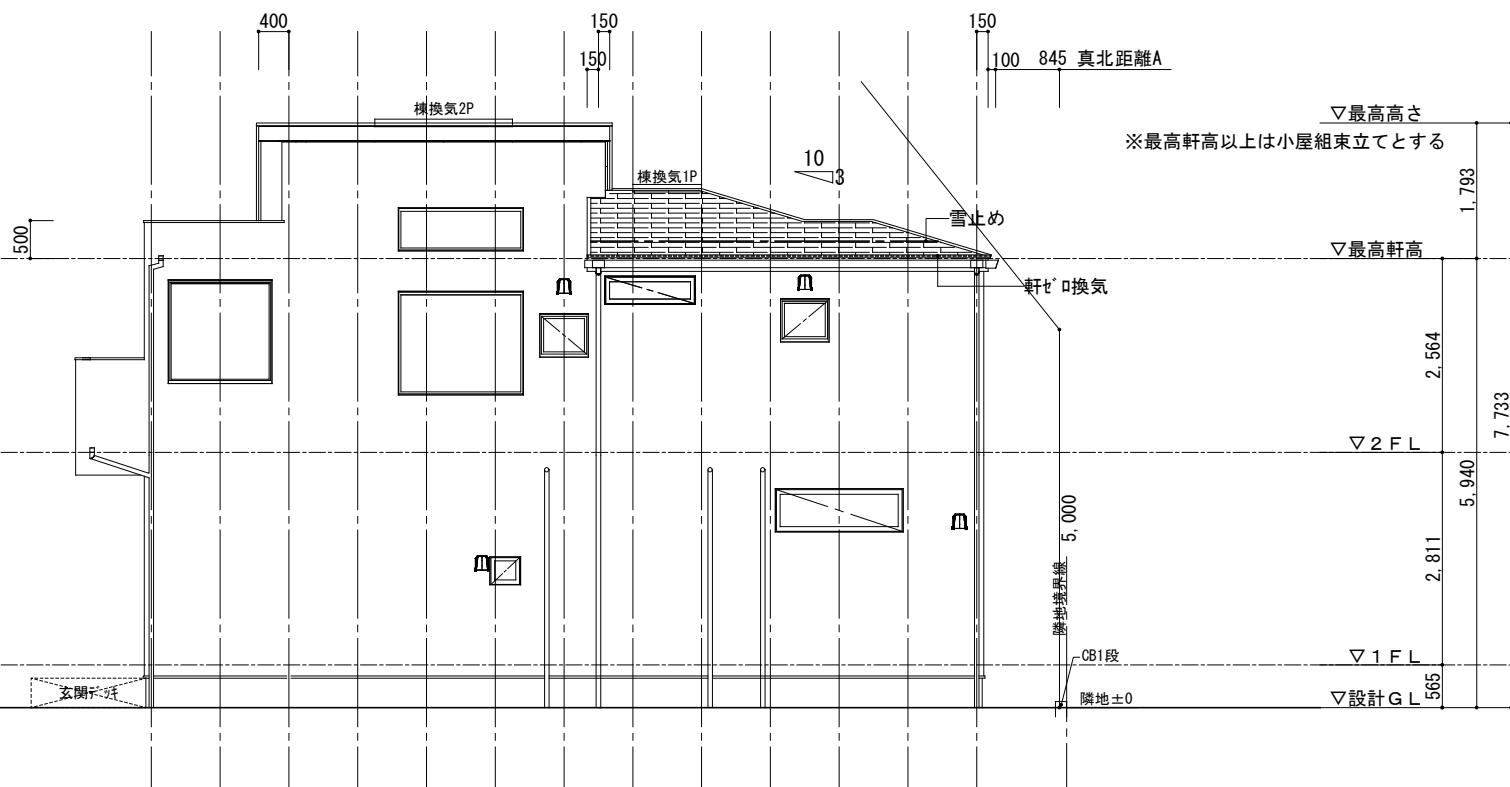 400
150
150
150
100
845 真北距離A
棟換気2P
▽最高高さ
※最高軒高以上は小屋組束立てとする
10
3
棟換気1P
1,793
雪止め
500
▽最高軒高
軒ｾﾞロ換気
2,564
7,733
▽2FL
5,940
5,000
2,811
隣地境界線
CB1段
▽1FL
玄関ﾃﾞｯｷ
隣地±0
▽設計GL
565